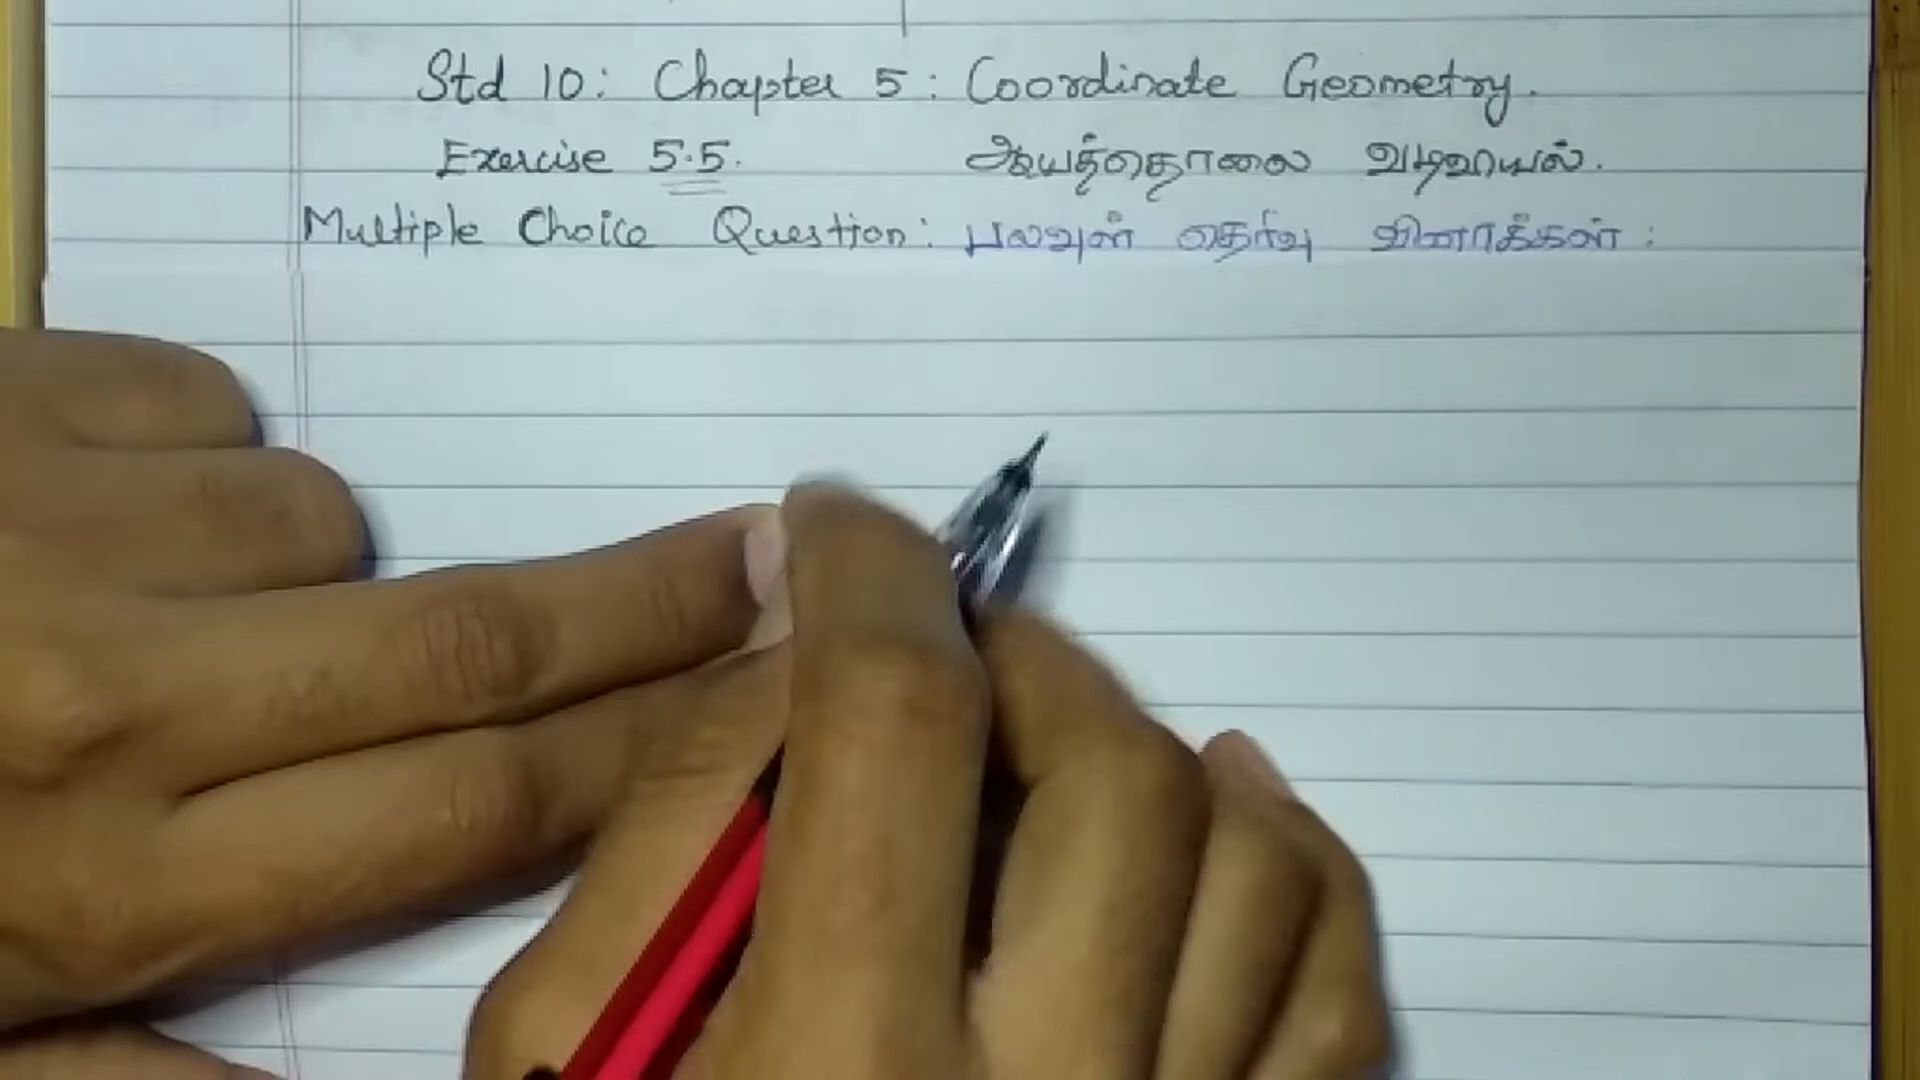 Std 10: Chapter 5: Coordinate Geometry.
Exercise 5.5. ஆயத்தொலை வடிவியல்.
Multiple Choice Question: பலவுள் தெரிவு வினாக்கள்: